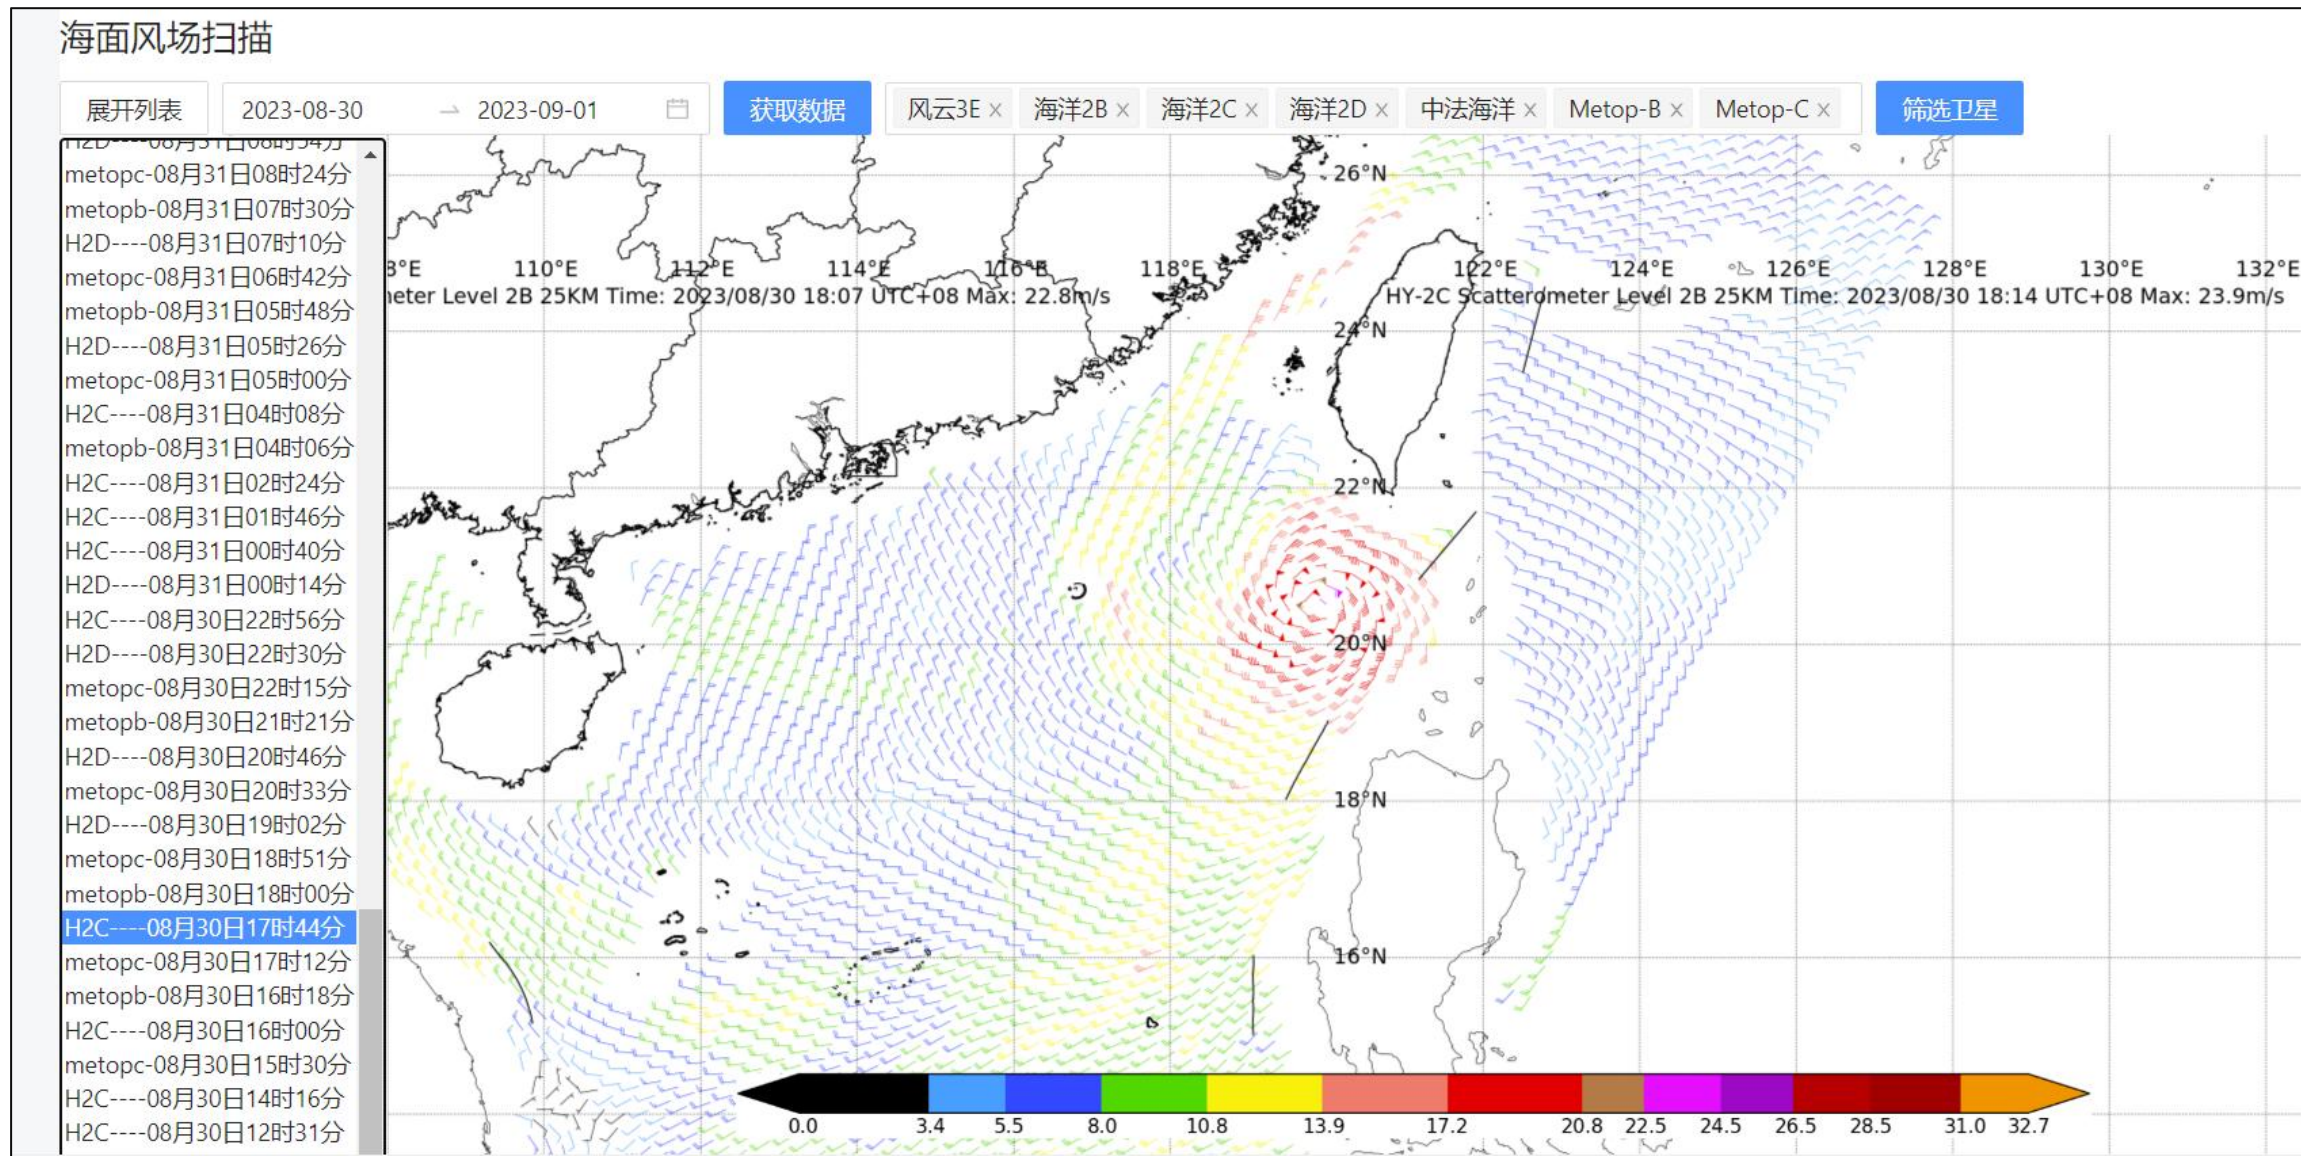 海面风场扫描
展开列表 2023-08-30 → 2023-09-01 获取数据 风云3E × 海洋2B × 海洋2C × 海洋2D × 中法海洋 × Metop-B × Metop-C × 筛选卫星
metopc-08月31日08时24分
metopb-08月31日07时30分
H2D----08月31日07时10分
metopc-08月31日06时42分
metopb-08月31日05时48分
H2D----08月31日05时26分
metopc-08月31日05时00分
H2C----08月31日04时08分
metopb-08月31日04时06分
H2C----08月31日02时24分
H2C----08月31日01时46分
H2C----08月31日00时40分
H2D----08月31日00时14分
H2C----08月30日22时56分
H2D----08月30日22时30分
metopc-08月30日22时15分
metopb-08月30日21时21分
H2D----08月30日20时46分
metopc-08月30日20时33分
H2D----08月30日19时02分
metopc-08月30日18时51分
metopb-08月30日18时00分
H2C----08月30日17时44分
metopc-08月30日17时12分
metopb-08月30日16时18分
H2C----08月30日16时00分
metopc-08月30日15时30分
H2C----08月30日14时16分
H2C----08月30日12时31分
26°N
8°E 110°E 112°E 114°E 116°E 118°E 122°E 124°E 126°E 128°E 130°E 132°E
eter Level 2B 25KM Time: 2023/08/30 18:07 UTC+08 Max: 22.8m/s
HY-2C Scatterometer Level 2B 25KM Time: 2023/08/30 18:14 UTC+08 Max: 23.9m/s
24°N
22°N
20°N
18°N
16°N
0.0 3.4 5.5 8.0 10.8 13.9 17.2 20.8 22.5 24.5 26.5 28.5 31.0 32.7